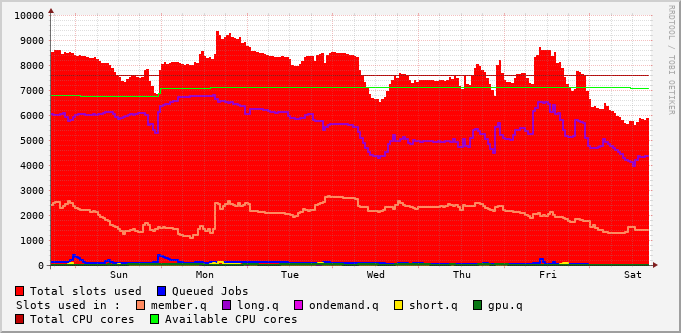 10000
9000
8000
7000
6000
5000
4000
3000
2000
1000
0
Sun Mon Tue Wed Thu Fri Sat
RRDTOOL / TOBI OETIKER
Total slots used Queued Jobs
Slots used in : member.q long.q ondemand.q short.q gpu.q
Total CPU cores Available CPU cores